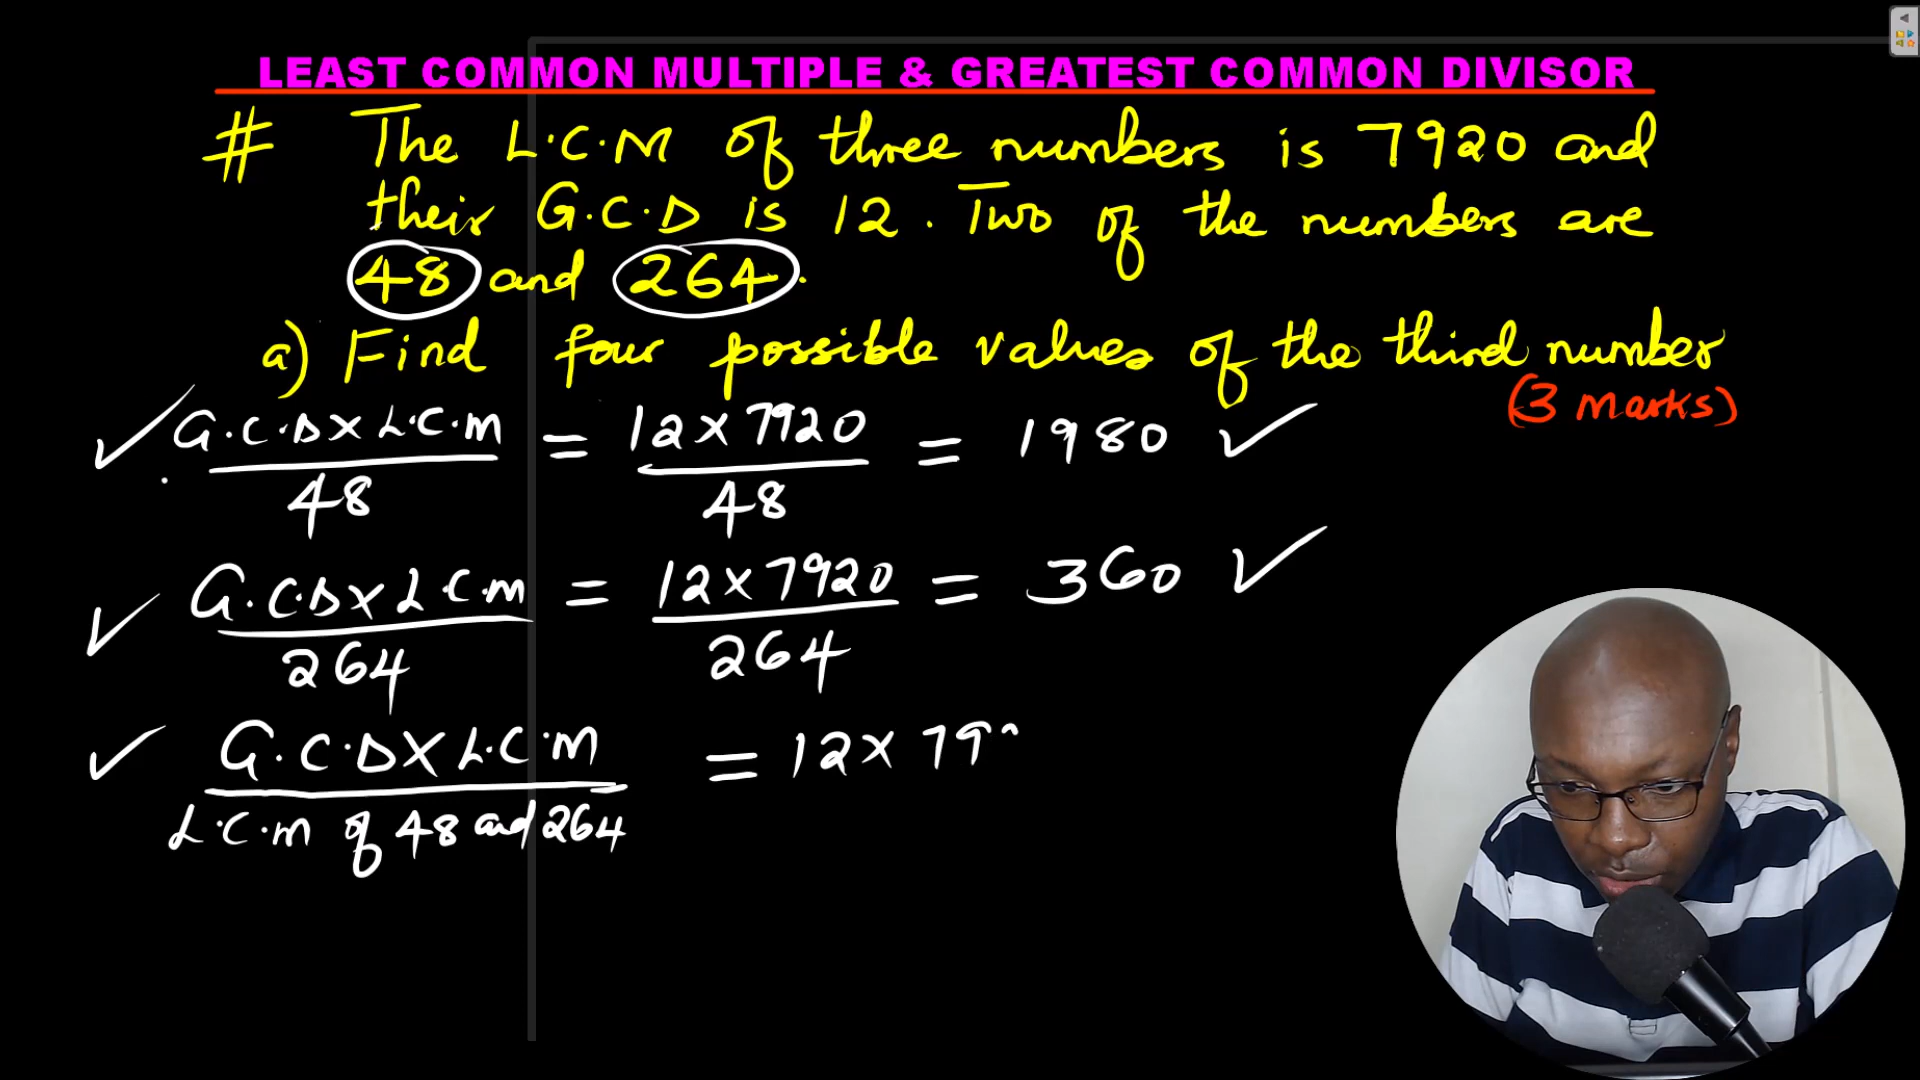 LEAST COMMON MULTIPLE & GREATEST COMMON DIVISOR
# The L.C.M of three numbers is 7920 and
their G.C.D is 12. Two of the numbers are
48 and 264.
a) Find four possible values of the third number
(3 marks)
✓ G.C.D X L.C.M = 12 X 7920 = 1980 ✓
48 48
✓ G.C.D X L.C.M = 12 X 7920 = 360 ✓
264 264
✓ G.C.D X L.C.M = 12 X 79
L.C.M of 48 and 264